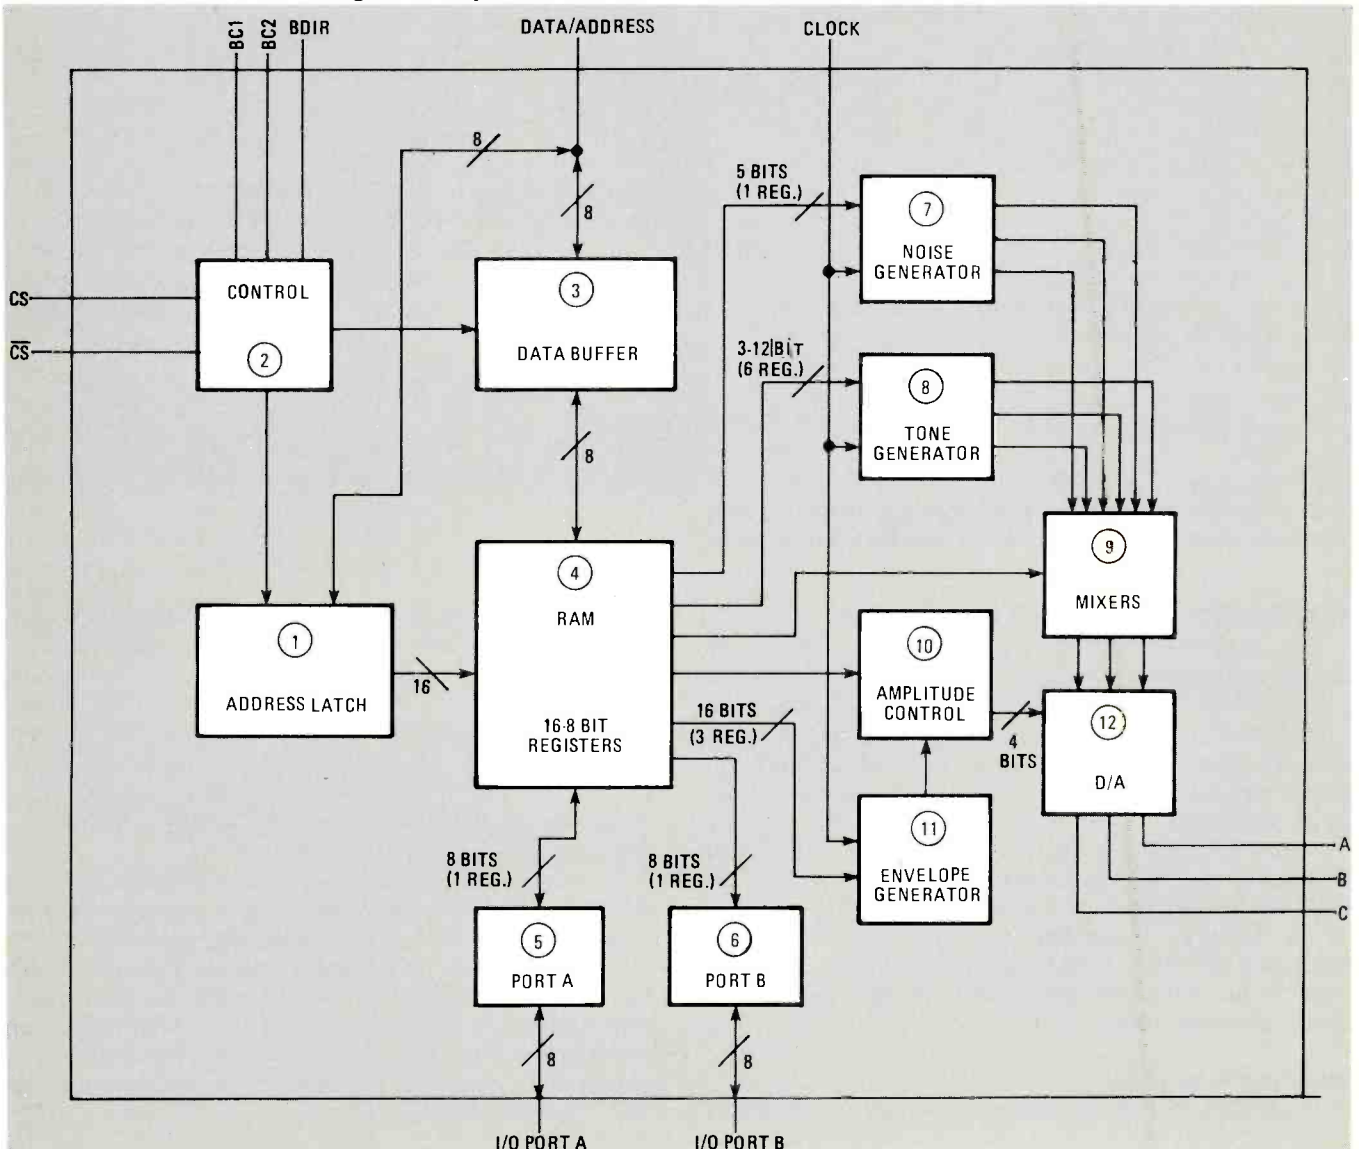 BC1
BC2
BDIR
DATA/ADDRESS
CLOCK
8
8
5 BITS
(1 REG.)
7
NOISE
GENERATOR
CS
CS
CONTROL
2
3
DATA BUFFER
3-12 BIT
(6 REG.)
8
TONE
GENERATOR
8
4
RAM
16-8 BIT
REGISTERS
9
MIXERS
1
ADDRESS LATCH
16
10
AMPLITUDE
CONTROL
16 BITS
(3 REG.)
4
BITS
12
D/A
11
ENVELOPE
GENERATOR
A
B
C
8 BITS
(1 REG.)
8 BITS
(1 REG.)
5
PORT A
6
PORT B
8
8
I/O PORT A
I/O PORT B